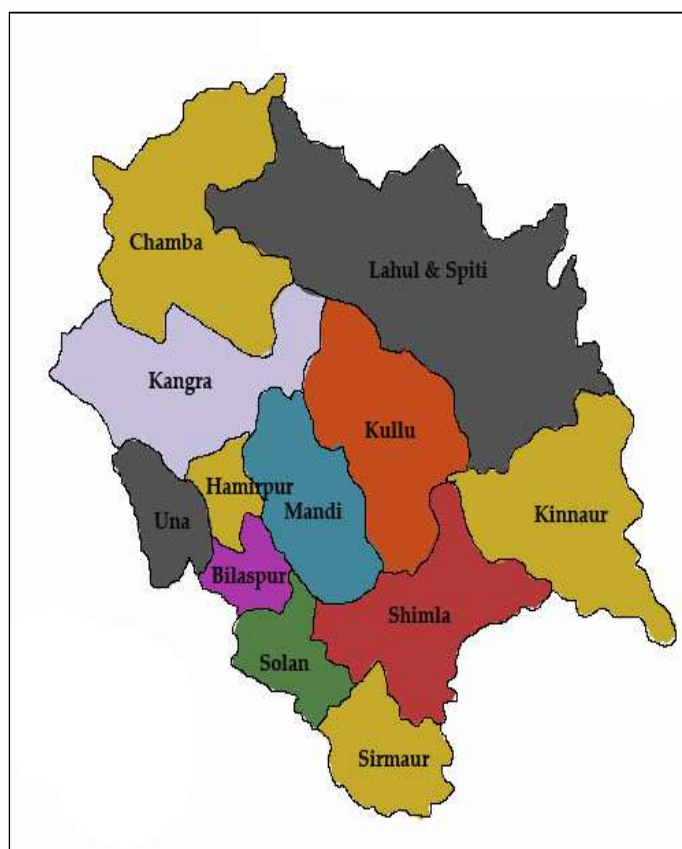 Chamba
Lahul & Spiti
Kangra
Kullu
Hamirpur
Mandi
Una
Kinnaur
Bilaspur
Shimla
Solan
Sirmaur